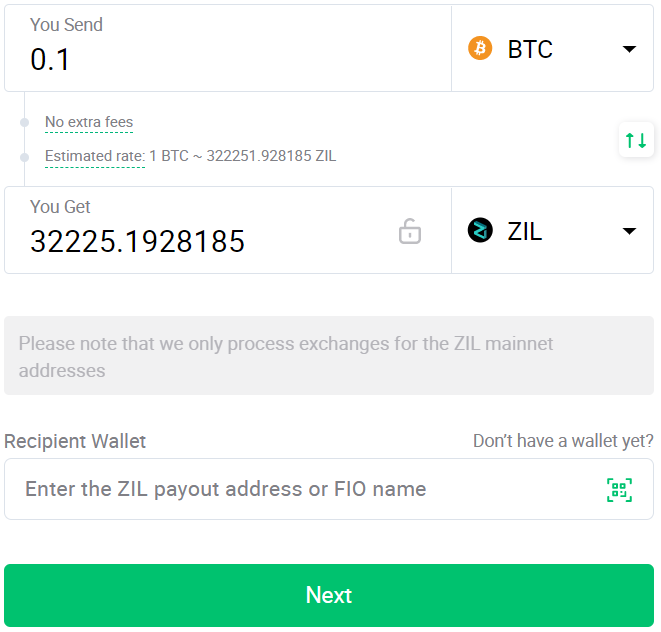 You Send
0.1
BTC
No extra fees
Estimated rate: 1 BTC ~ 322251.928185 ZIL
You Get
32225.1928185
ZIL
Please note that we only process exchanges for the ZIL mainnet
addresses
Recipient Wallet
Don't have a wallet yet?
Enter the ZIL payout address or FIO name
Next